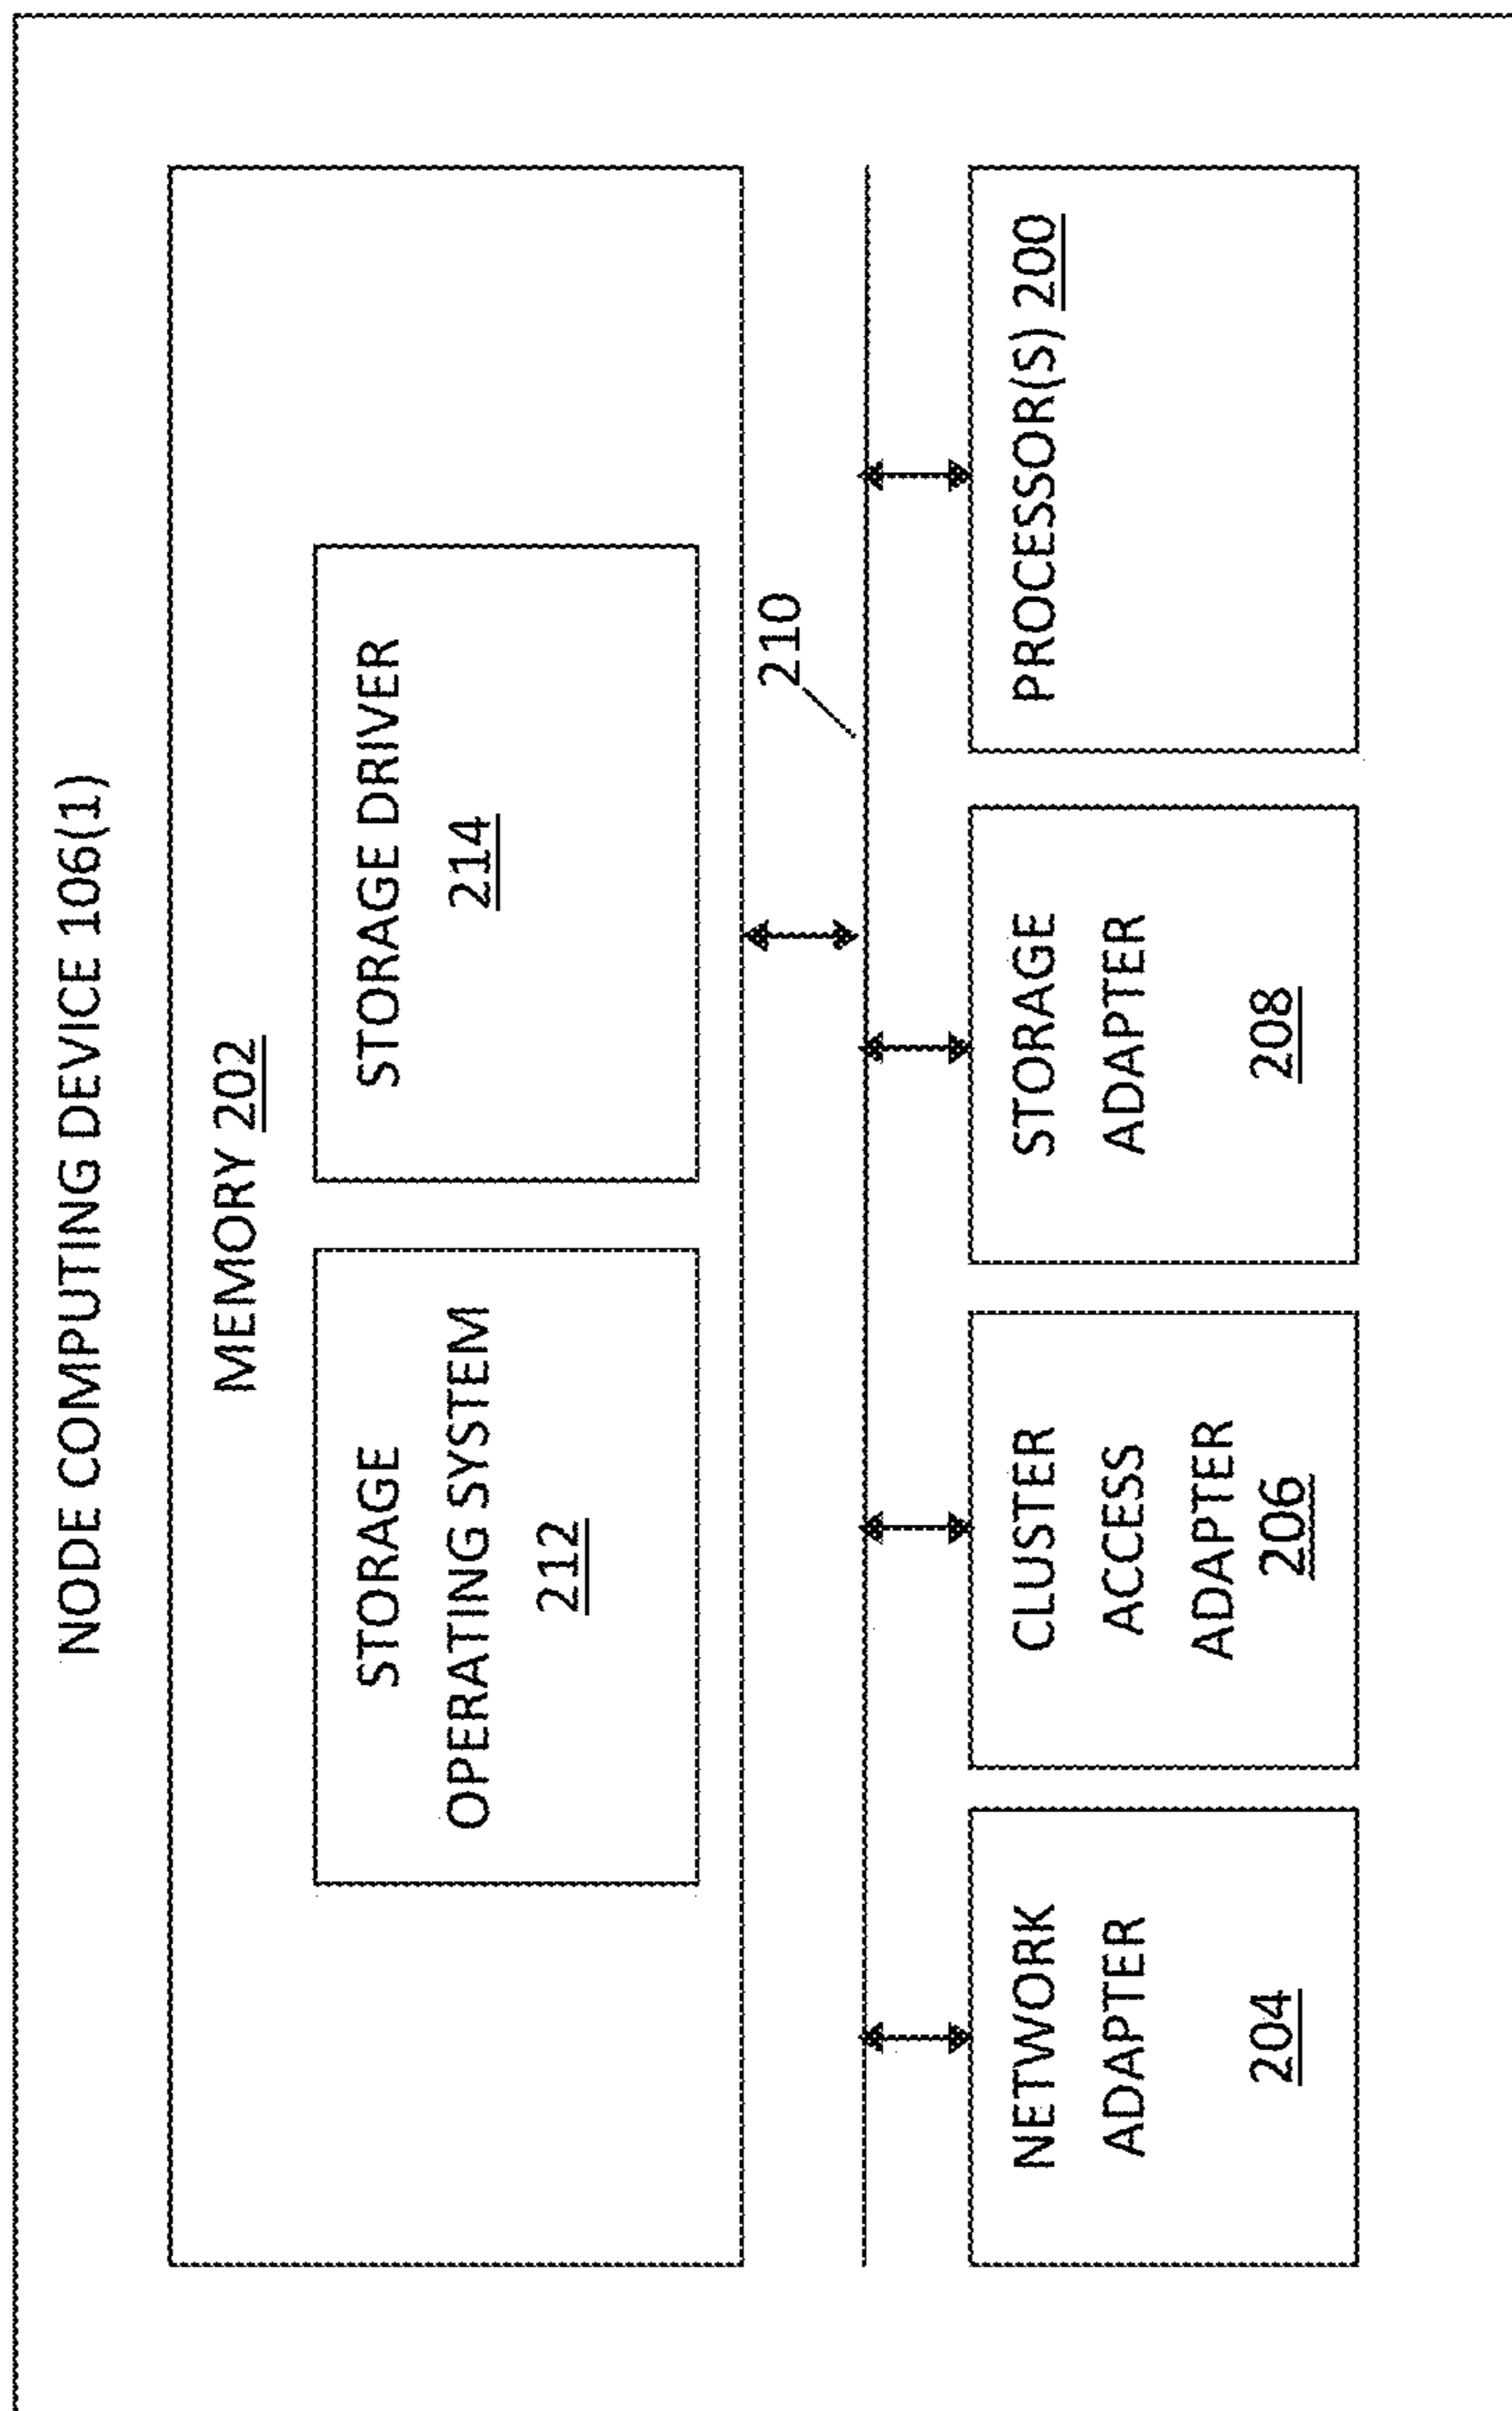 NODE COMPUTING DEVICE 106(1)
MEMORY 202
STORAGE
OPERATING SYSTEM
212
STORAGE DRIVER
214
210
NETWORK
ADAPTER
204
CLUSTER
ACCESS
ADAPTER
206
STORAGE
ADAPTER
208
PROCESSOR(S) 200